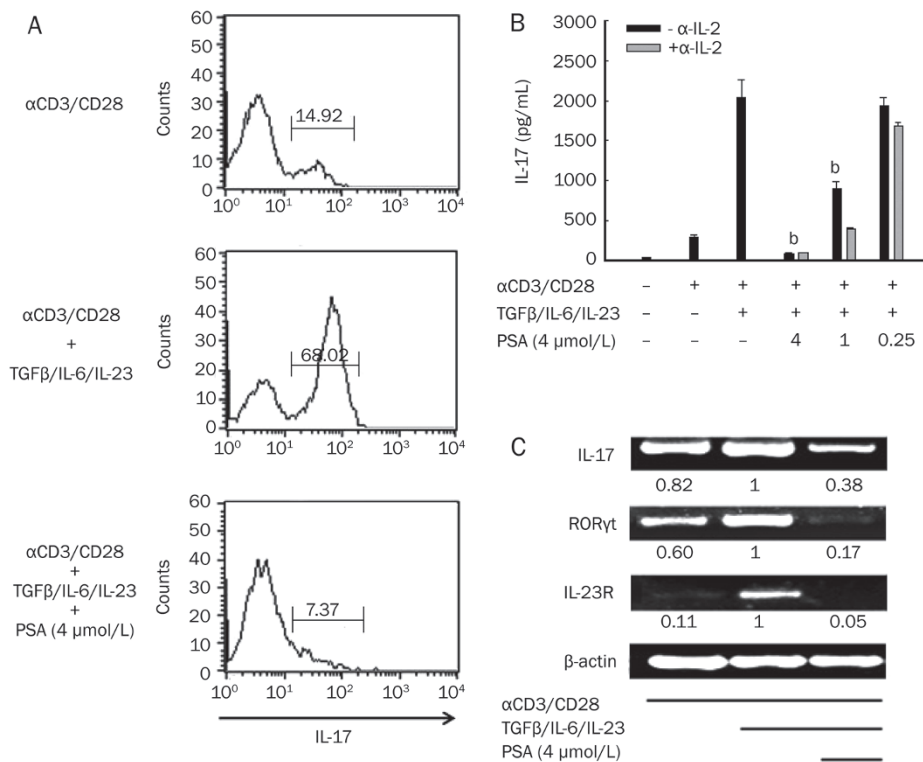 A
αCD3/CD28
Counts
60
50
40
30
20
10
0
14.92
10⁰ 10¹ 10² 10³ 10⁴
αCD3/CD28
+
TGFβ/IL-6/IL-23
Counts
60
50
40
30
20
10
0
68.02
10⁰ 10¹ 10² 10³ 10⁴
αCD3/CD28
+
TGFβ/IL-6/IL-23
+
PSA (4 μmol/L)
Counts
60
50
40
30
20
10
0
7.37
10⁰ 10¹ 10² 10³ 10⁴
IL-17
B
- α-IL-2
+α-IL-2
IL-17 (pg/mL)
3000
2500
2000
1500
1000
500
0
b
b
αCD3/CD28 – + + + + +
TGFβ/IL-6/IL-23 – – + + + +
PSA (4 μmol/L) – – – 4 1 0.25
C
IL-17
0.82 1 0.38
RORγt
0.60 1 0.17
IL-23R
0.11 1 0.05
β-actin
αCD3/CD28
TGFβ/IL-6/IL-23
PSA (4 μmol/L)